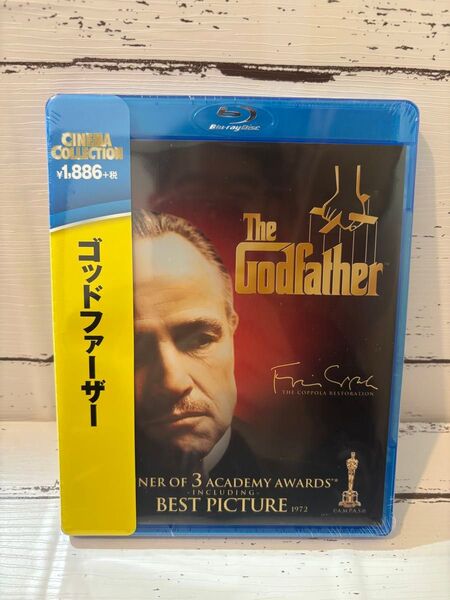 Blu-ray Disc
CINEMA
COLLECTION
¥1,886+税
ゴッドファーザー
The
Godfather
THE COPPOLA RESTORATION
NER OF 3 ACADEMY AWARDS
-INCLUDING-
BEST PICTURE 1972
©A.M.P.A.S.®